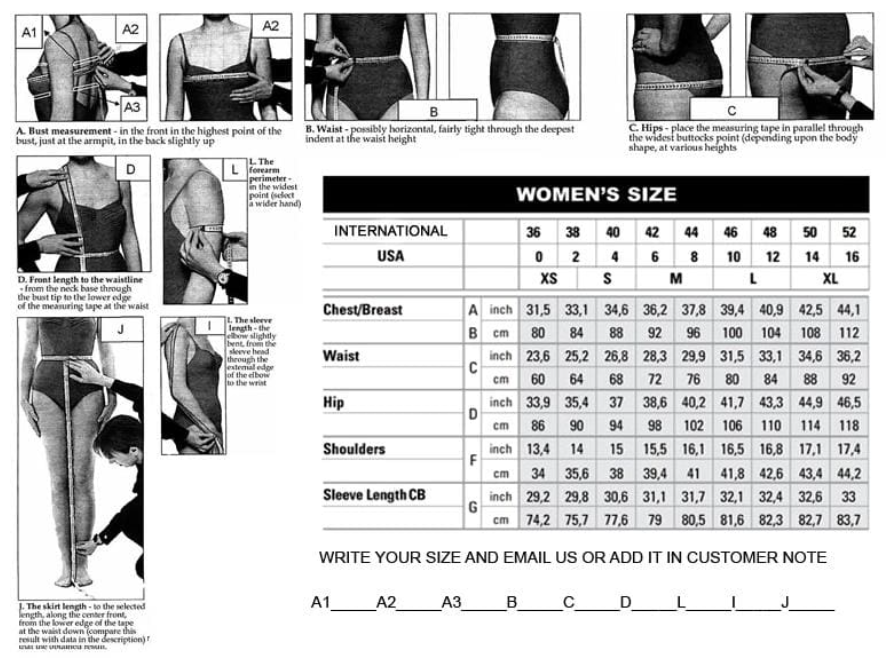 A1
A2
A3
A2
A. Bust measurement - in the front in the highest point of the
bust, just at the armpit, in the back slightly up
B
B. Waist - possibly horizontal, fairly tight through the deepest
indent at the waist height
C
C. Hips - place the measuring tape in parallel through
the widest buttocks point (depending upon the body
shape, at various heights
D
D. Front length to the waistline
- from the neck base through
the bust tip to the lower edge
of the measuring tape at the waist
L
L. The
forearm
perimeter -
in the widest
point (select
a wider hand)
J
J. The skirt length - to the selected
length, along the center front,
from the lower edge of the tape
at the waist down (compare this
result with data in the description)
that the obtained result.
I
I. The sleeve
length - the
elbow slightly
bent, from the
sleeve head
through the
external edge
of the elbow
to the wrist
WOMEN'S SIZE
INTERNATIONAL 36 38 40 42 44 46 48 50 52
USA 0 2 4 6 8 10 12 14 16
XS S M L XL
Chest/Breast A inch 31,5 33,1 34,6 36,2 37,8 39,4 40,9 42,5 44,1
B cm 80 84 88 92 96 100 104 108 112
Waist C inch 23,6 25,2 26,8 28,3 29,9 31,5 33,1 34,6 36,2
cm 60 64 68 72 76 80 84 88 92
Hip D inch 33,9 35,4 37 38,6 40,2 41,7 43,3 44,9 46,5
cm 86 90 94 98 102 106 110 114 118
Shoulders F inch 13,4 14 15 15,5 16,1 16,5 16,8 17,1 17,4
cm 34 35,6 38 39,4 41 41,8 42,6 43,4 44,2
Sleeve Length CB G inch 29,2 29,8 30,6 31,1 31,7 32,1 32,4 32,6 33
cm 74,2 75,7 77,6 79 80,5 81,6 82,3 82,7 83,7
WRITE YOUR SIZE AND EMAIL US OR ADD IT IN CUSTOMER NOTE
A1_____A2_____A3_____B_____C_____D_____L_____I_____J_____